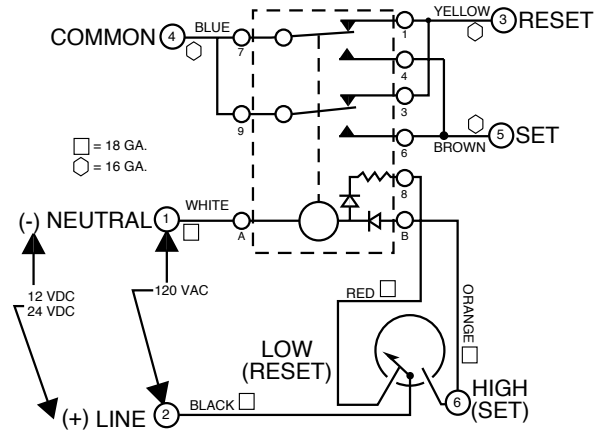 BLUE
YELLOW
COMMON 4
3 RESET
1
7
4
3
9
5 SET
6
BROWN
= 18 GA.
= 16 GA.
8
WHITE
(-) NEUTRAL 1
A
B
12 VDC
24 VDC
120 VAC
RED
ORANGE
LOW
(RESET)
HIGH
(SET)
6
BLACK
(+) LINE 2